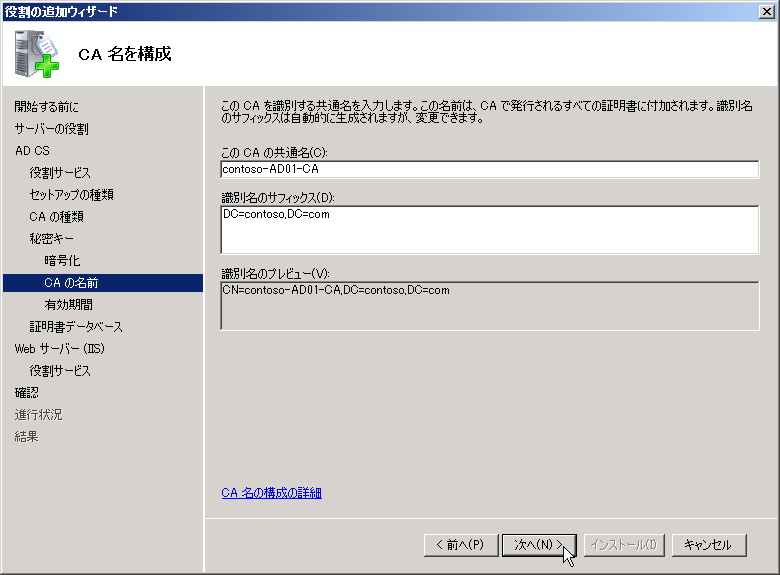 役割の追加ウィザード
CA 名を構成
開始する前に
サーバーの役割
AD CS
役割サービス
セットアップの種類
CA の種類
秘密キー
暗号化
CA の名前
有効期間
証明書データベース
Web サーバー (IIS)
役割サービス
確認
進行状況
結果
この CA を識別する共通名を入力します。この名前は、CA で発行されるすべての証明書に付加されます。識別名
のサフィックスは自動的に生成されますが、変更できます。
この CA の共通名(C):
contoso-AD01-CA
識別名のサフィックス(D):
DC=contoso,DC=com
識別名のプレビュー(V):
CN=contoso-AD01-CA,DC=contoso,DC=com
CA 名の構成の詳細
< 前へ(P)
次へ(N) >
インストール(I)
キャンセル